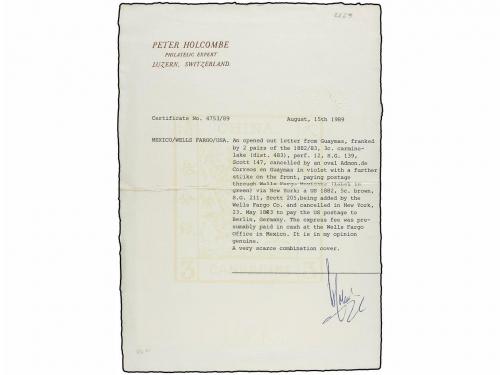 PETER HOLCOMBE
PHILATELIC EXPERT
LUZERN, SWITZERLAND.
Certificate No. 4753/89 August, 15th 1989
MEXICO/WELLS FARGO/USA. An opened out letter from Guaymas, franked
by 2 pairs of the 1882/83, 3c. carmine-
lake (dist. 483), perf. 12, S.G. 139,
Scott 147, cancelled by an oval Admon.de
Correos en Guaymas in violet with a further
strike on the front, paying postage
through Wells Fargo
green) via New York; a US 1882, 5c. brown,
S.G. 211, Scott 205, being added by the
Wells Fargo Co. and cancelled in New York,
23. May 1883 to pay the US postage to
Berlin, Germany. The express fee was pre-
sumably paid in cash at the Wells Fargo
Office in Mexico. It is in my opinion
genuine.
A very scarce combination cover.